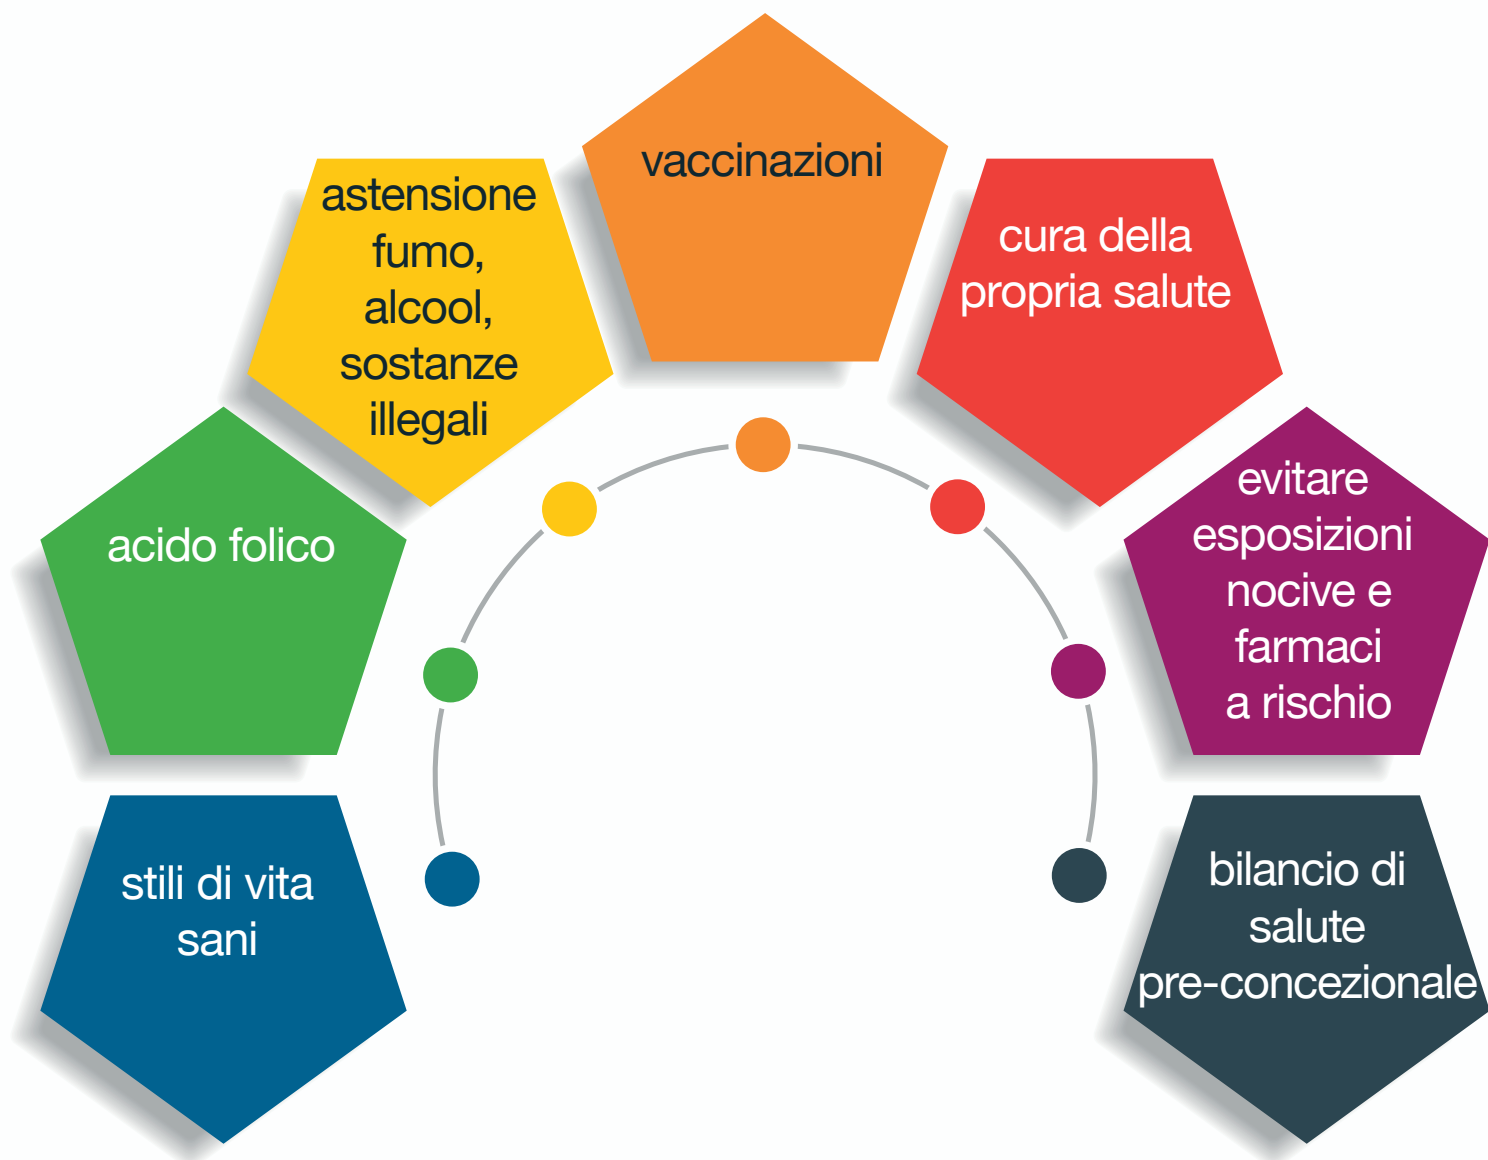 stili di vita
sani
acido folico
astensione
fumo,
alcool,
sostanze
illegali
vaccinazioni
cura della
propria salute
evitare
esposizioni
nocive e
farmaci
a rischio
bilancio di
salute
pre-concezionale